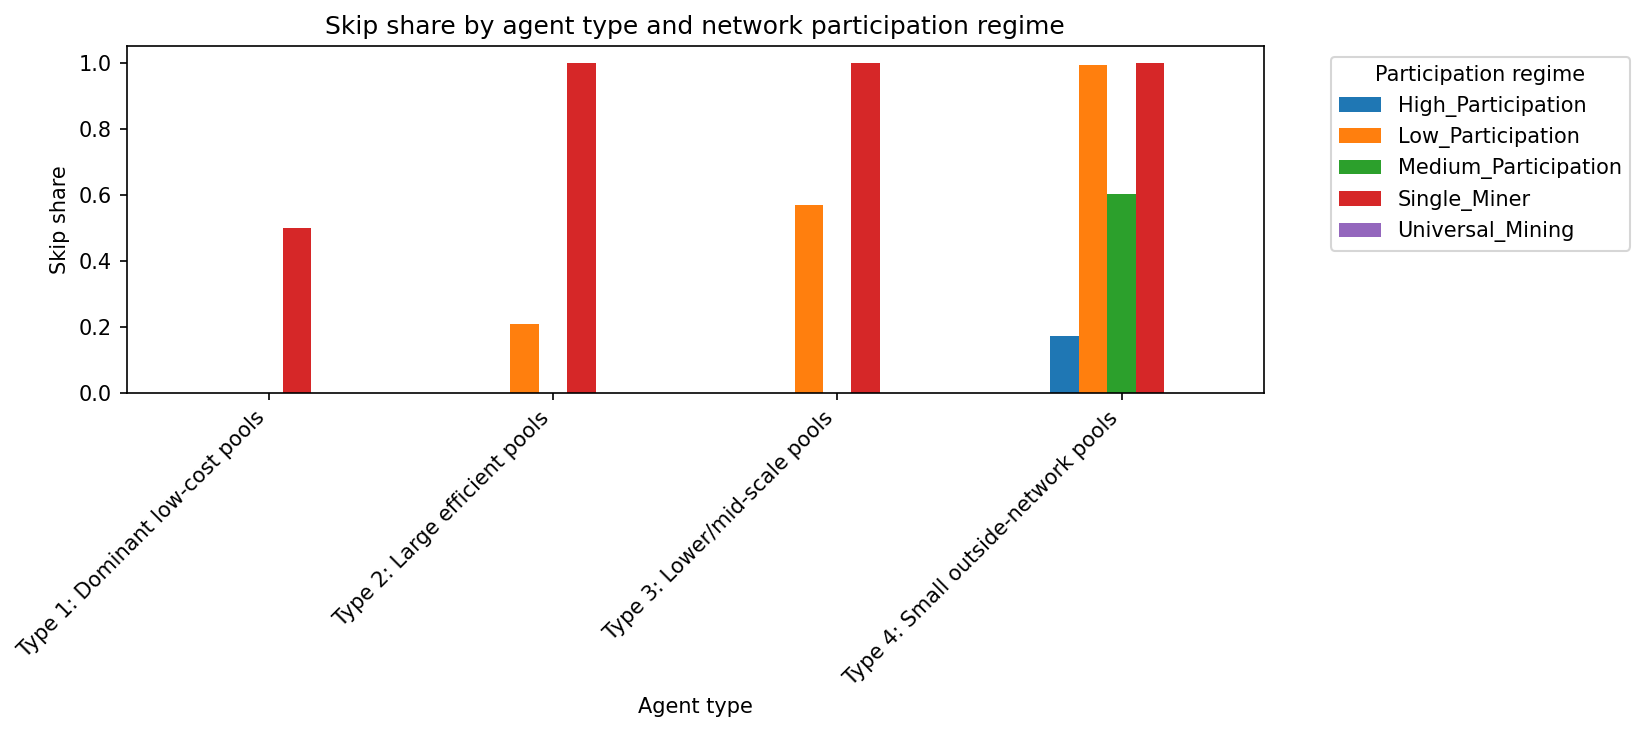 Skip share by agent type and network participation regime
Skip share
1.0
0.8
0.6
0.4
0.2
0.0
Type 1: Dominant low-cost pools
Type 2: Large efficient pools
Type 3: Lower/mid-scale pools
Type 4: Small outside-network pools
Agent type
Participation regime
High_Participation
Low_Participation
Medium_Participation
Single_Miner
Universal_Mining